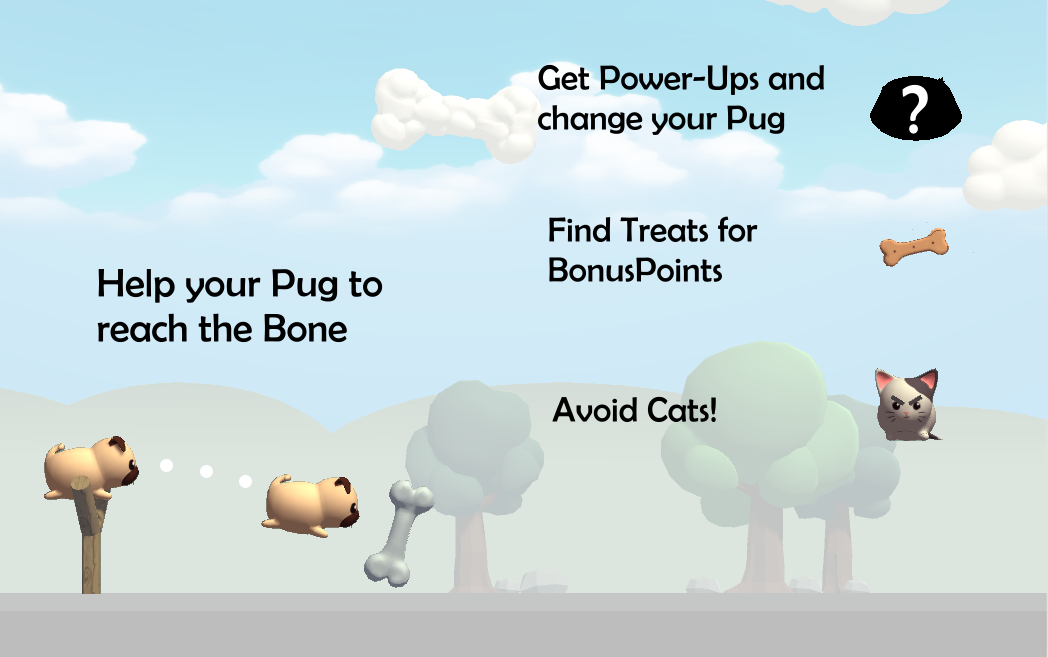 Get Power-Ups and
change your Pug
?
Find Treats for
BonusPoints
Help your Pug to
reach the Bone
Avoid Cats!